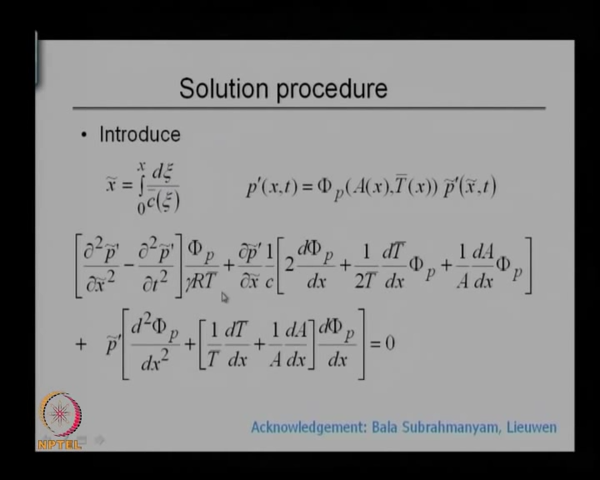 Solution procedure
• Introduce
x̃ = ∫₀ˣ dξ / c̄(ξ)    p'(x,t) = Φ_p(A(x), T̄(x)) p̃'(x̃,t)
[∂²p̃'/∂x̃² − ∂²p̃'/∂t²] Φ_p/γRT + ∂p̃'/∂x̃ 1/c [2 dΦ_p/dx + 1/2T dT/dx Φ_p + 1/A dA/dx Φ_p]
+ p̃' [d²Φ_p/dx² + [1/T dT/dx + 1/A dA/dx] dΦ_p/dx] = 0
Acknowledgement: Bala Subrahmanyam, Lieuwen
NPTEL